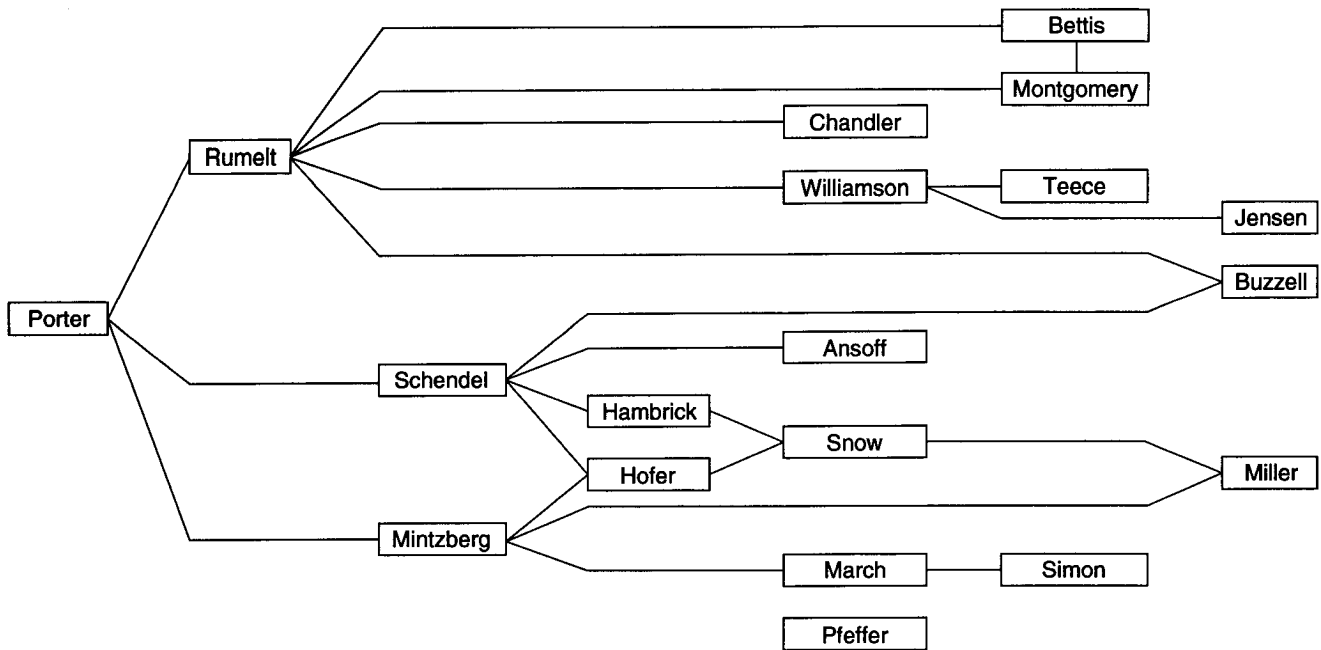 Bettis
Montgomery
Chandler
Rumelt
Williamson
Teece
Jensen
Buzzell
Porter
Ansoff
Schendel
Hambrick
Snow
Hofer
Miller
Mintzberg
March
Simon
Pfeffer